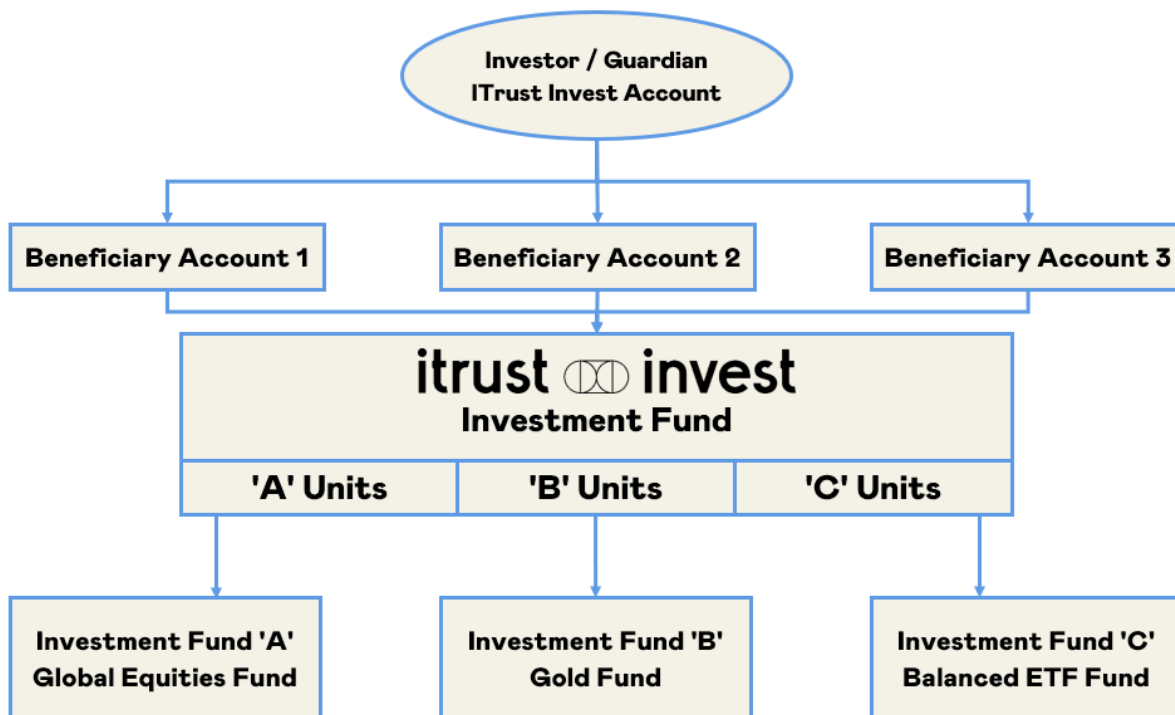 Investor / Guardian
ITrust Invest Account
Beneficiary Account 1
Beneficiary Account 2
Beneficiary Account 3
itrust invest
Investment Fund
'A' Units
'B' Units
'C' Units
Investment Fund 'A'
Global Equities Fund
Investment Fund 'B'
Gold Fund
Investment Fund 'C'
Balanced ETF Fund